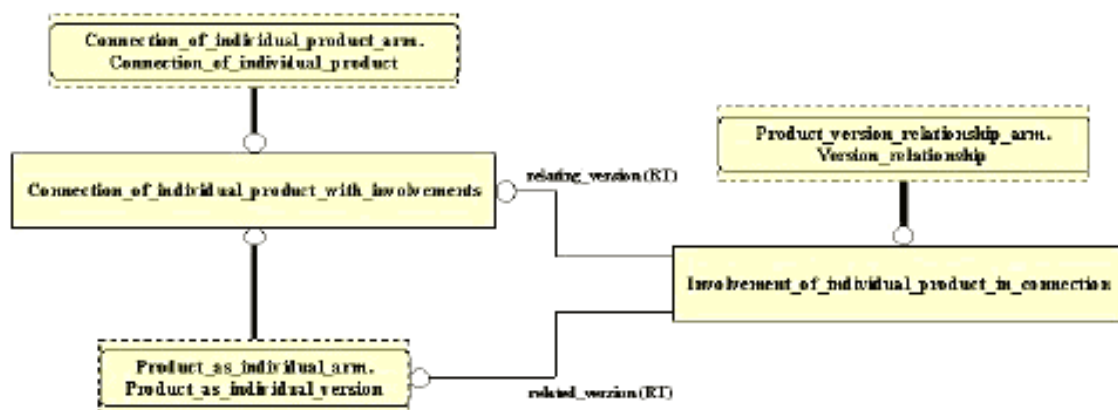 Connection_of_individual_product_arm.
Connection_of_individual_product
Product_version_relationship_arm.
Version_relationship
Connection_of_individual_product_with_involvements
relating_version (RT)
Involvement_of_individual_product_in_connection
Product_as_individual_arm.
Product_as_individual_version
related_version (RT)